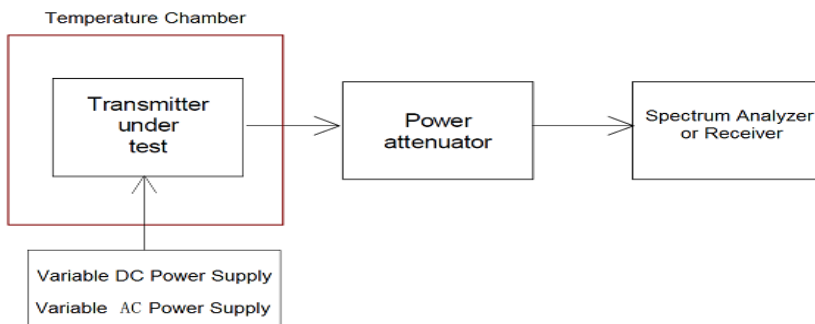 Temperature Chamber
Transmitter
under
test
Power
attenuator
Spectrum Analyzer
or Receiver
Variable DC Power Supply
Variable AC Power Supply